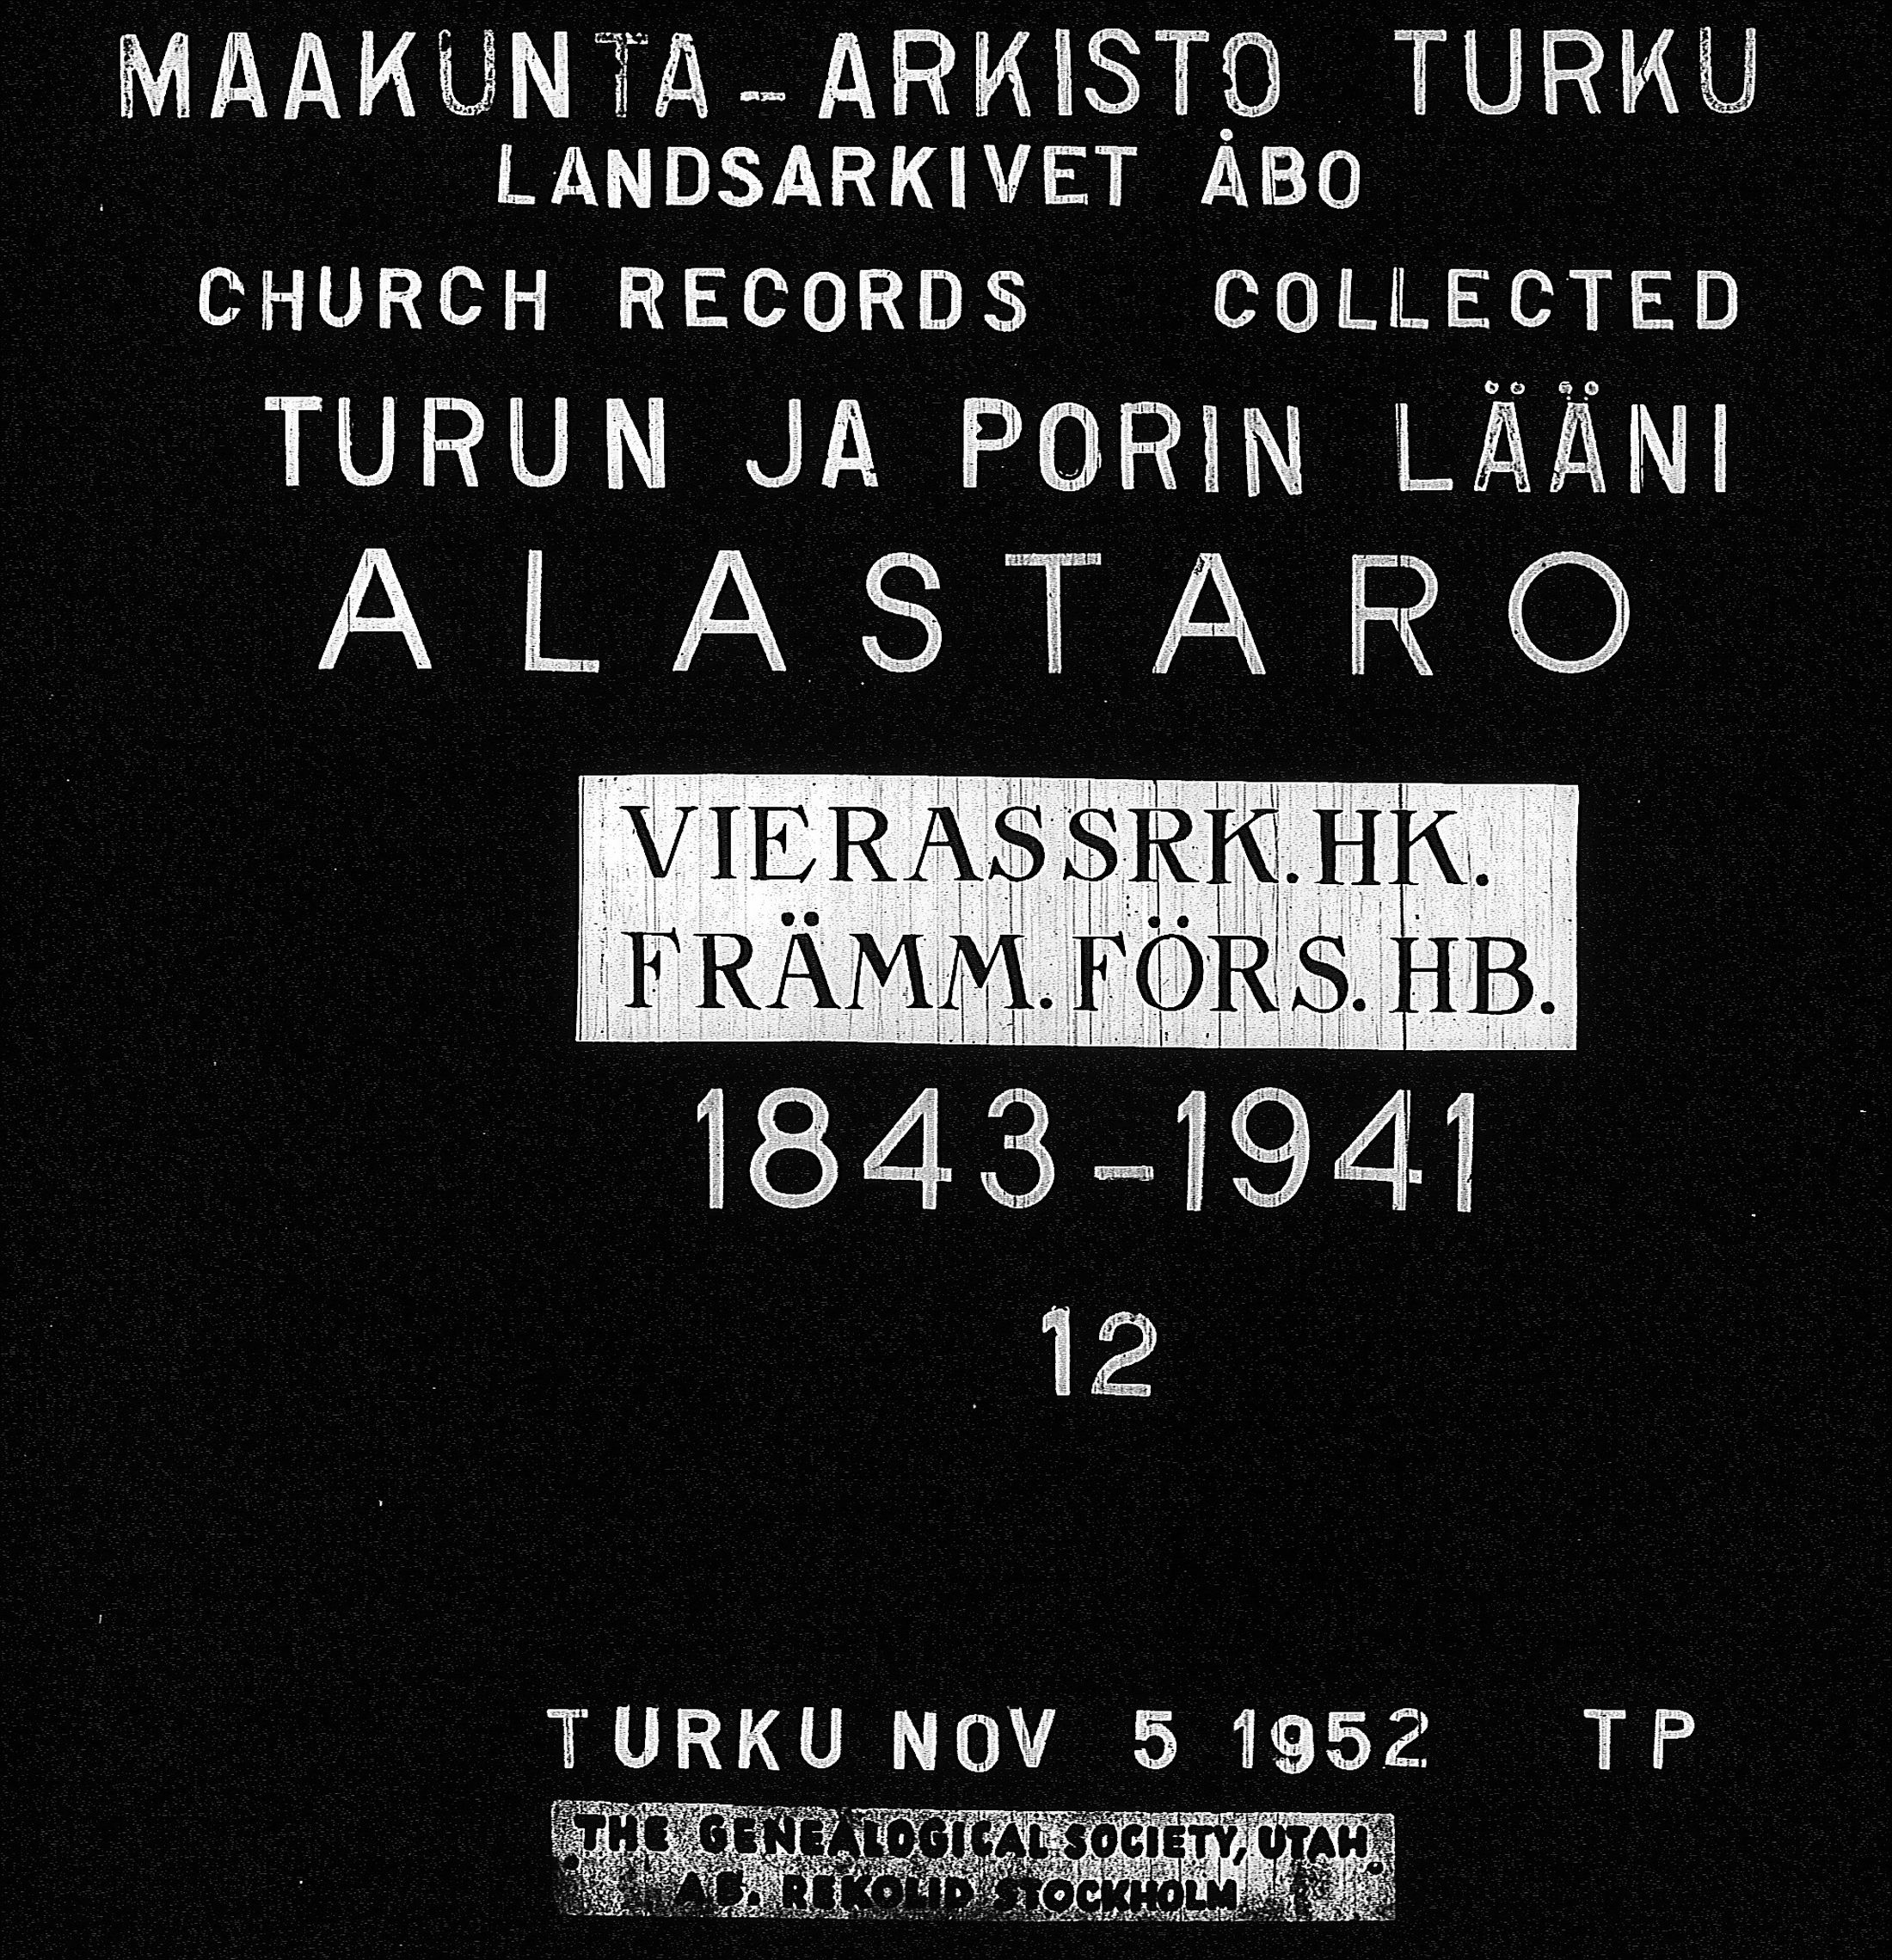 MAAKUNTA-ARKISTO TURKU
LANDSARKIVET ÅBO
CHURCH RECORDS COLLECTED
TURUN JA PORIN LÄÄNI
ALASTARO
VIERASSRK.HK.
FRÄMM.FÖRS.HB.
1843-1941
12
TURKU NOV 5 1952 TP
THE GENEALOGICAL SOCIETY, UTAH
AB. REKOLID STOCKHOLM